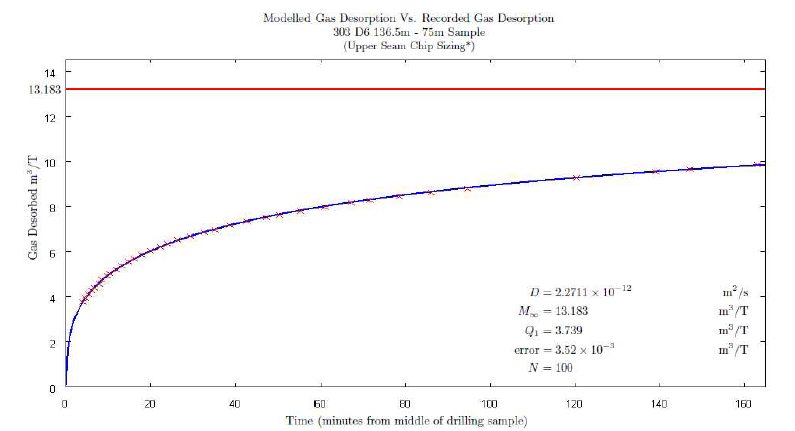 Modelled Gas Desorption Vs. Recorded Gas Desorption
303 D6 136.5m - 75m Sample
(Upper Seam Chip Sizing*)
14
13.183
12
10
8
6
4
2
0
Gas Desorbed m³/T
D = 2.2711 × 10⁻¹² m²/s
M∞ = 13.183 m³/T
Q₁ = 3.739 m³/T
error = 3.52 × 10⁻³ m³/T
N = 100
0 20 40 60 80 100 120 140 160
Time (minutes from middle of drilling sample)